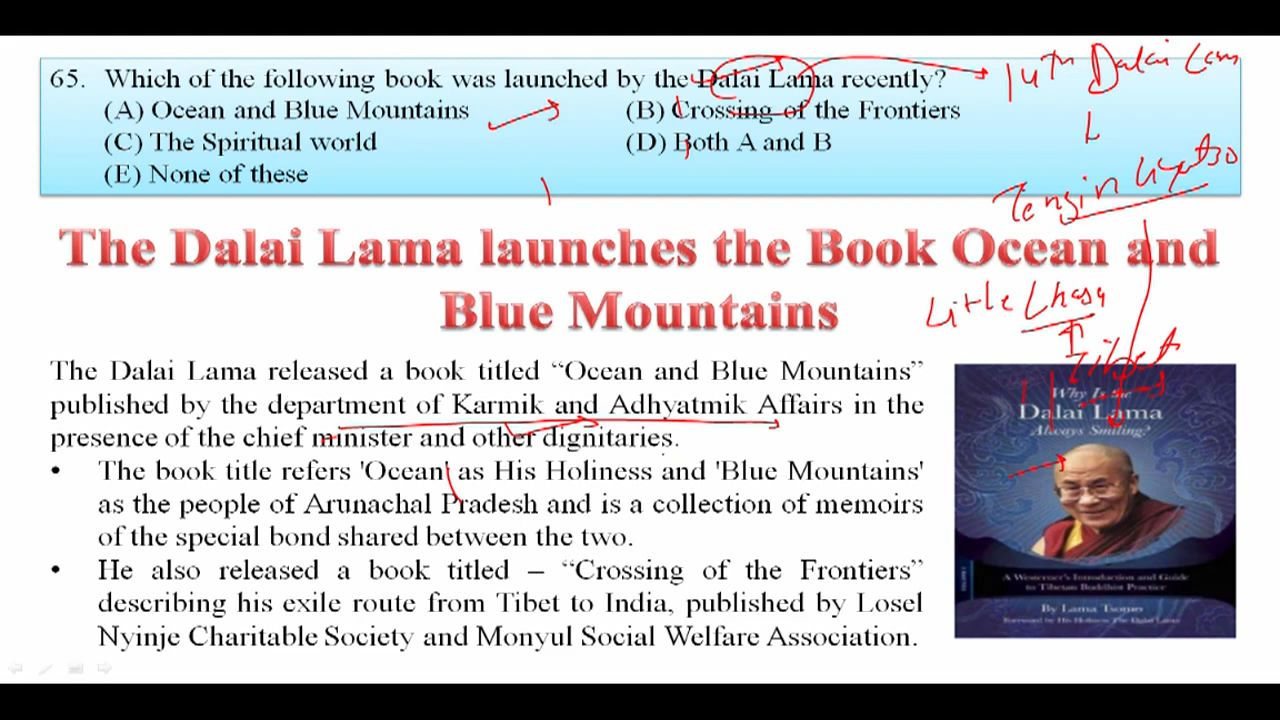 65. Which of the following book was launched by the Dalai Lama recently?
(A) Ocean and Blue Mountains (B) Crossing of the Frontiers
(C) The Spiritual world (D) Both A and B
(E) None of these
14th Dalai Lama
Tenzin Gyatso
The Dalai Lama launches the Book Ocean and
Blue Mountains
Little Lhasa
Tibet
The Dalai Lama released a book titled “Ocean and Blue Mountains”
published by the department of Karmik and Adhyatmik Affairs in the
presence of the chief minister and other dignitaries.
• The book title refers 'Ocean' as His Holiness and 'Blue Mountains'
as the people of Arunachal Pradesh and is a collection of memoirs
of the special bond shared between the two.
• He also released a book titled – “Crossing of the Frontiers”
describing his exile route from Tibet to India, published by Losel
Nyinje Charitable Society and Monyul Social Welfare Association.
Why Is the
Dalai Lama
Always Smiling?
A Westerner's Introduction and Guide
to Tibetan Buddhist Practice
By Lama Tsomo
Foreword by His Holiness The Dalai Lama